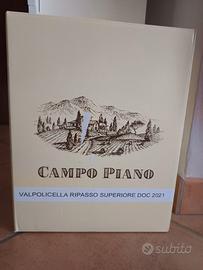 CAMPO PIANO
VALPOLICELLA RIPASSO SUPERIORE DOC 2021
subito